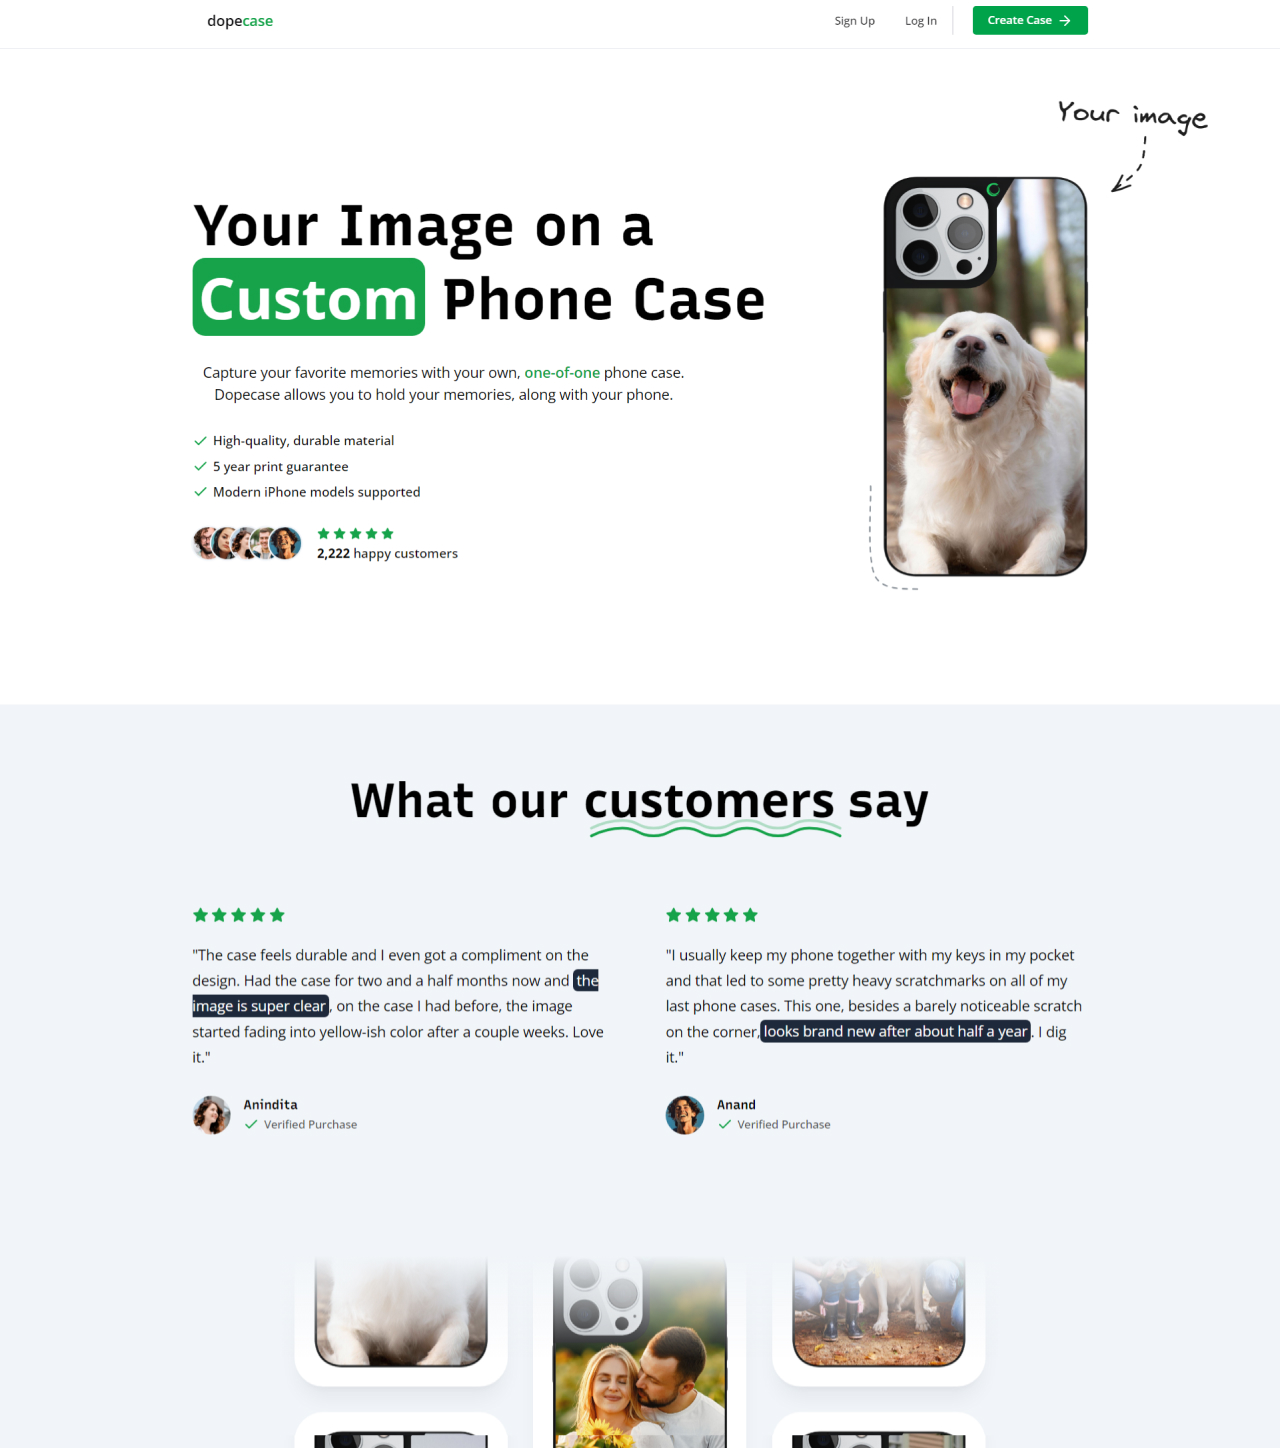 dopecase
Sign Up
Log In
Create Case
Your image
Your Image on a
Custom Phone Case
Capture your favorite memories with your own, one-of-one phone case.
Dopecase allows you to hold your memories, along with your phone.
High-quality, durable material
5 year print guarantee
Modern iPhone models supported
2,222 happy customers
What our customers say
"The case feels durable and I even got a compliment on the
design. Had the case for two and a half months now and the
image is super clear, on the case I had before, the image
started fading into yellow-ish color after a couple weeks. Love
it."
Anindita
Verified Purchase
"I usually keep my phone together with my keys in my pocket
and that led to some pretty heavy scratchmarks on all of my
last phone cases. This one, besides a barely noticeable scratch
on the corner, looks brand new after about half a year. I dig
it."
Anand
Verified Purchase